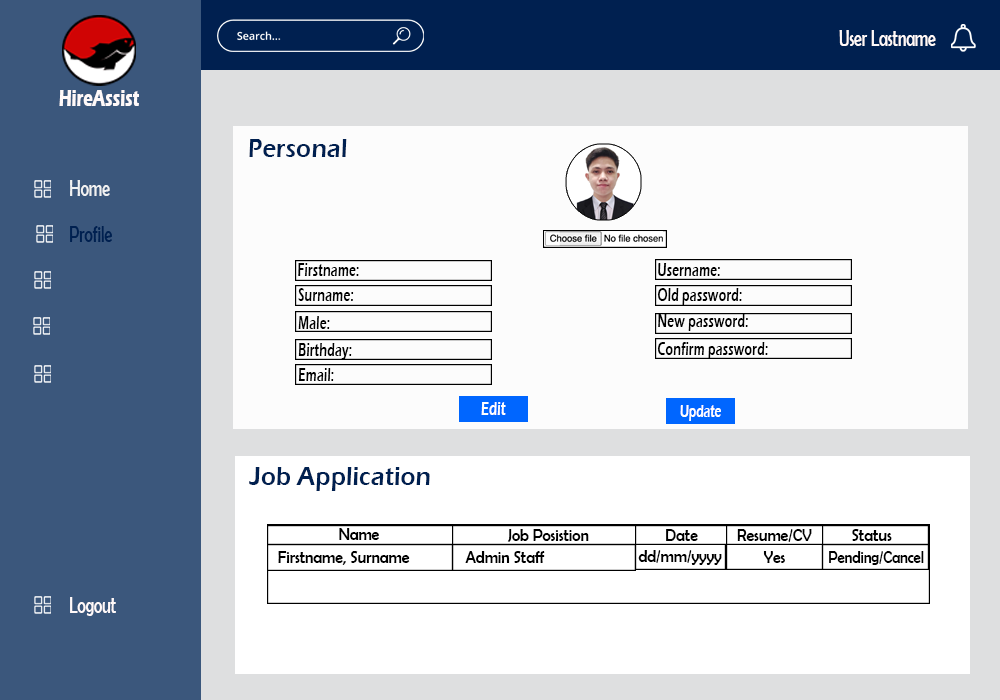 Search...
User Lastname
HireAssist
Home
Profile
Logout
Personal
Choose file No file chosen
Firstname:
Surname:
Male:
Birthday:
Email:
Edit
Username:
Old password:
New password:
Confirm password:
Update
Job Application
Name Job Posistion Date Resume/CV Status
Firstname, Surname Admin Staff dd/mm/yyyy Yes Pending/Cancel